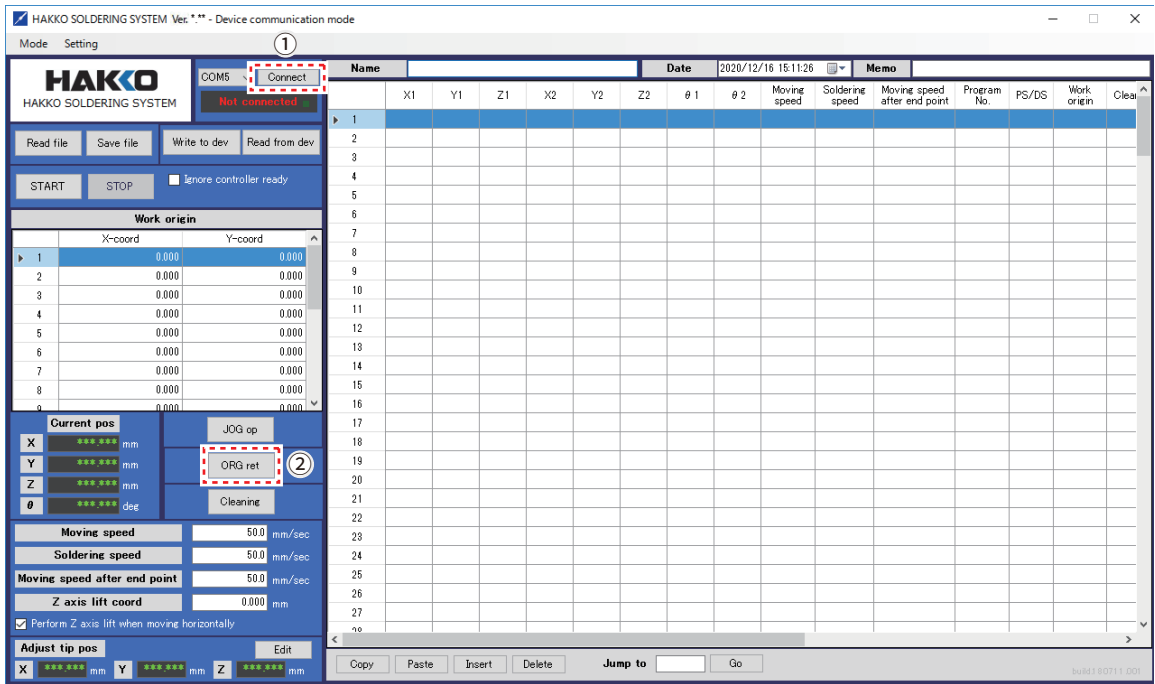 HAKKO SOLDERING SYSTEM Ver. *.** - Device communication mode
Mode Setting
①
HAKKO
HAKKO SOLDERING SYSTEM
COM5 Connect
Not connected
Name Date 2020/12/16 15:11:26 Memo
X1 Y1 Z1 X2 Y2 Z2 θ1 θ2 Moving speed Soldering speed Moving speed after end point Program No. PS/DS Work origin Clea
Read file Save file Write to dev Read from dev
START STOP Ignore controller ready
Work origin
X-coord Y-coord
1 0.000 0.000
2 0.000 0.000
3 0.000 0.000
4 0.000 0.000
5 0.000 0.000
6 0.000 0.000
7 0.000 0.000
8 0.000 0.000
9 0.000 0.000
Current pos
X ***.*** mm
Y ***.*** mm
Z ***.*** mm
θ ***.*** deg
JOG op
ORG ret ②
Cleaning
Moving speed 50.0 mm/sec
Soldering speed 50.0 mm/sec
Moving speed after end point 50.0 mm/sec
Z axis lift coord 0.000 mm
Perform Z axis lift when moving horizontally
Adjust tip pos Edit
X ***.*** mm Y ***.*** mm Z ***.*** mm
1
2
3
4
5
6
7
8
9
10
11
12
13
14
15
16
17
18
19
20
21
22
23
24
25
26
27
28
Copy Paste Insert Delete Jump to Go
build:180711.001